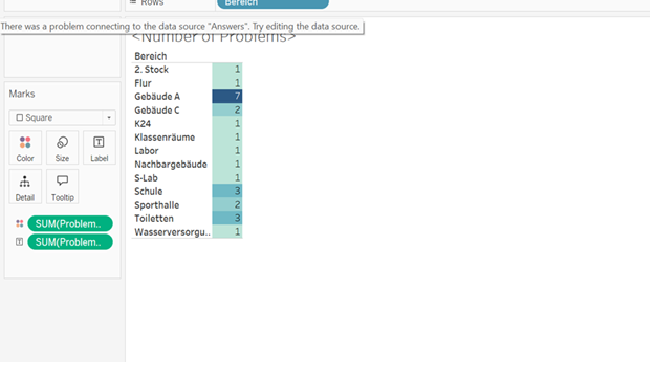 Rows
Bereich
There was a problem connecting to the data source "Answers". Try editing the data source.
<Number of Problems>
Bereich
2. Stock 1
Flur 1
Gebäude A 7
Gebäude C 2
K24 1
Klassenräume 1
Labor 1
Nachbargebäude 1
S-Lab 1
Schule 3
Sporthalle 2
Toiletten 3
Wasserversorgu... 1
Marks
Square
Color Size Label
Detail Tooltip
SUM(Problem..
SUM(Problem..